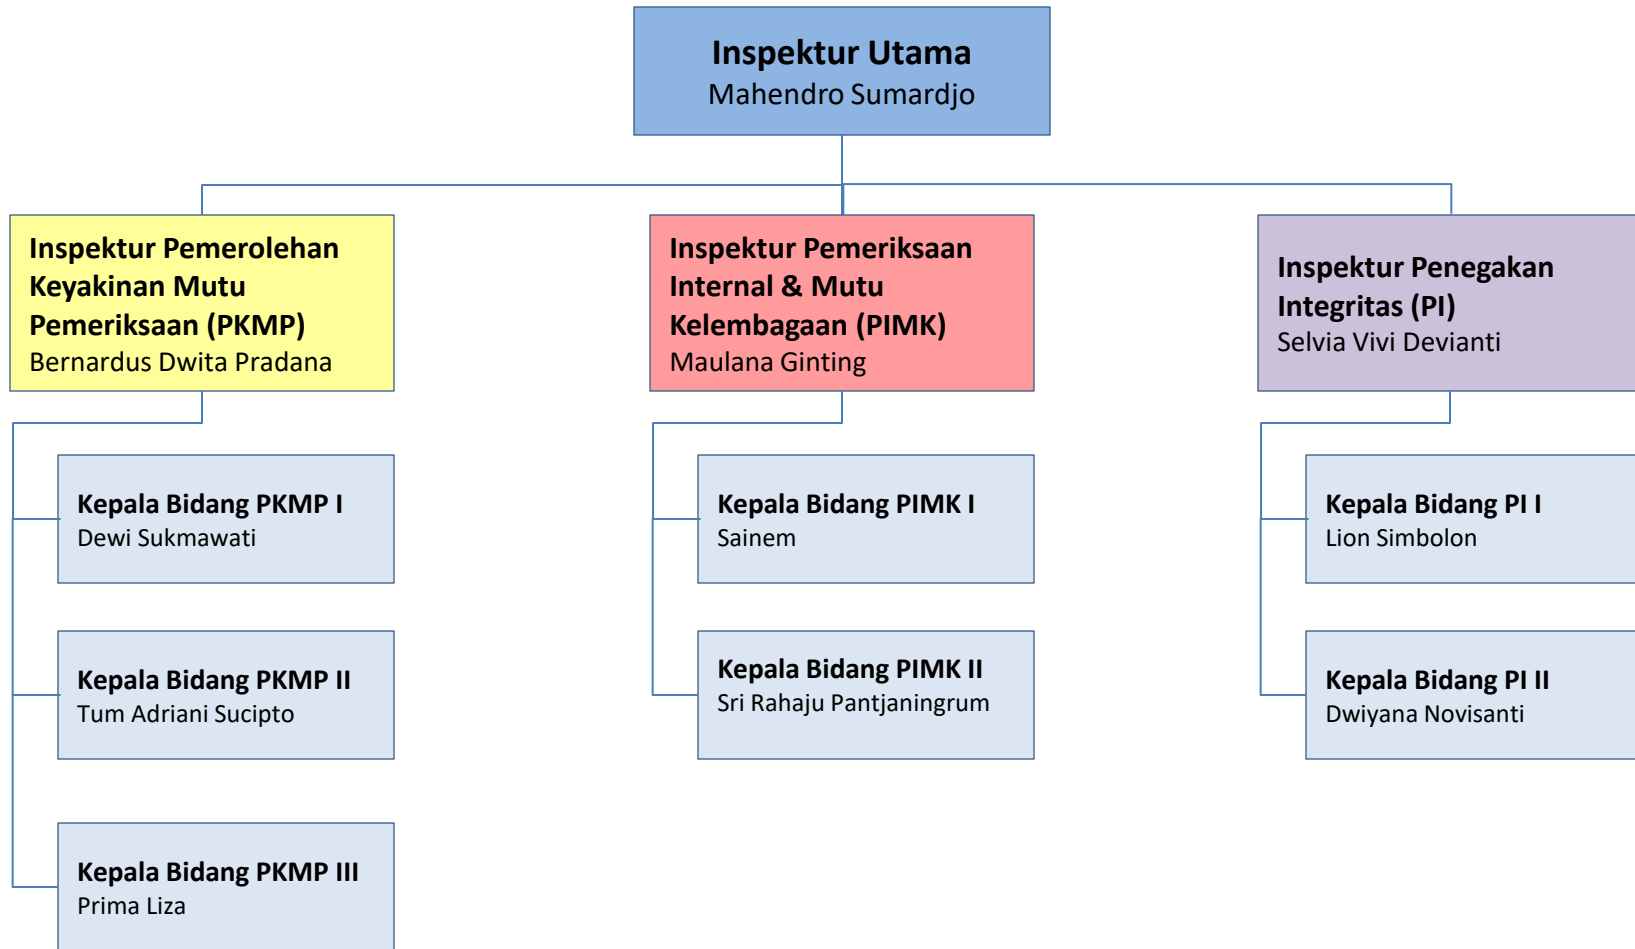 Inspektur Utama
Mahendro Sumardjo
Inspektur Pemerolehan
Keyakinan Mutu
Pemeriksaan (PKMP)
Bernardus Dwita Pradana
Inspektur Pemeriksaan
Internal & Mutu
Kelembagaan (PIMK)
Maulana Ginting
Inspektur Penegakan
Integritas (PI)
Selvia Vivi Devianti
Kepala Bidang PKMP I
Dewi Sukmawati
Kepala Bidang PIMK I
Sainem
Kepala Bidang PI I
Lion Simbolon
Kepala Bidang PKMP II
Tum Adriani Sucipto
Kepala Bidang PIMK II
Sri Rahaju Pantjaningrum
Kepala Bidang PI II
Dwiyana Novisanti
Kepala Bidang PKMP III
Prima Liza